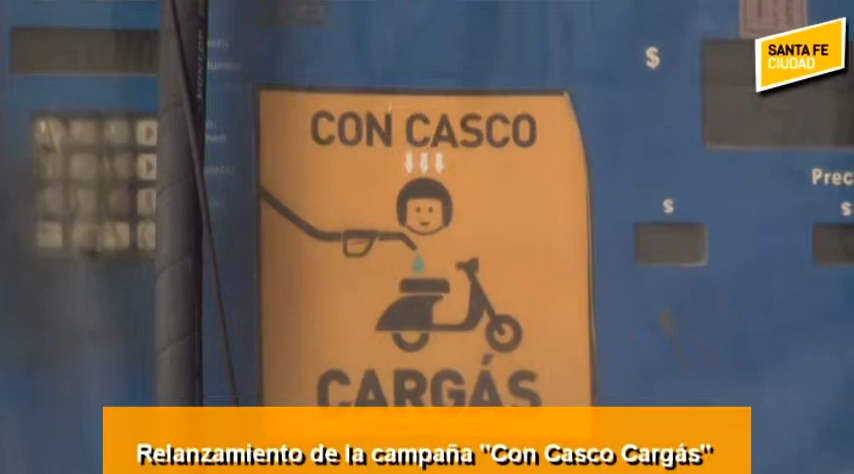 SANTA FE
CIUDAD
$
CON CASCO
Prec
$
$
CARGÁS
Relanzamiento de la campaña "Con Casco Cargás"